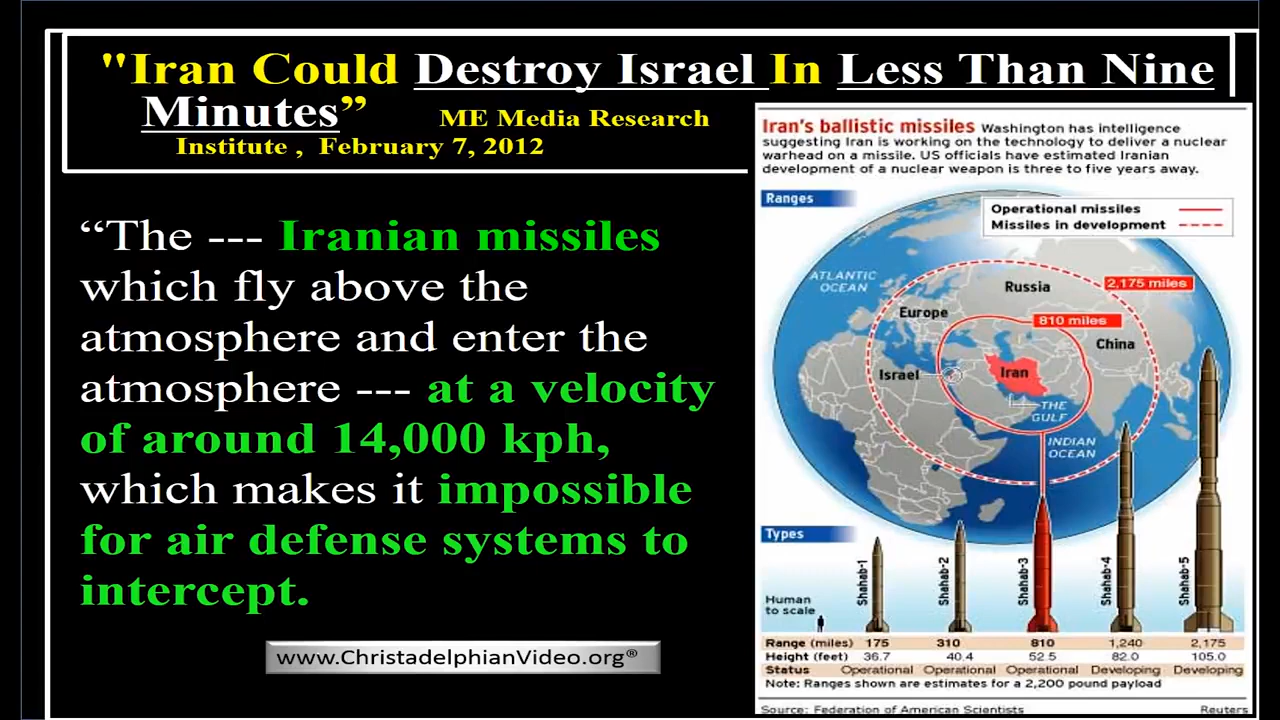 "Iran Could Destroy Israel In Less Than Nine
Minutes” ME Media Research
Institute , February 7, 2012
“The --- Iranian missiles
which fly above the
atmosphere and enter the
atmosphere --- at a velocity
of around 14,000 kph,
which makes it impossible
for air defense systems to
intercept.
www.ChristadelphianVideo.org®
Iran's ballistic missiles Washington has intelligence
suggesting Iran is working on the technology to deliver a nuclear
warhead on a missile. US officials have estimated Iranian
development of a nuclear weapon is three to five years away.
Ranges
Operational missiles
Missiles in development
ATLANTIC
OCEAN
Russia
2,175 miles
Europe
810 miles
China
Israel
Iran
THE
GULF
INDIAN
OCEAN
Types
Human
to scale
Shahab-1
Shahab-2
Shahab-3
Shahab-4
Shahab-5
Range (miles) 175 310 810 1,240 2,175
Height (feet) 36.7 40.4 52.5 82.0 105.0
Status Operational Operational Operational Developing Developing
Note: Ranges shown are estimates for a 2,200 pound payload
Source: Federation of American Scientists Reuters